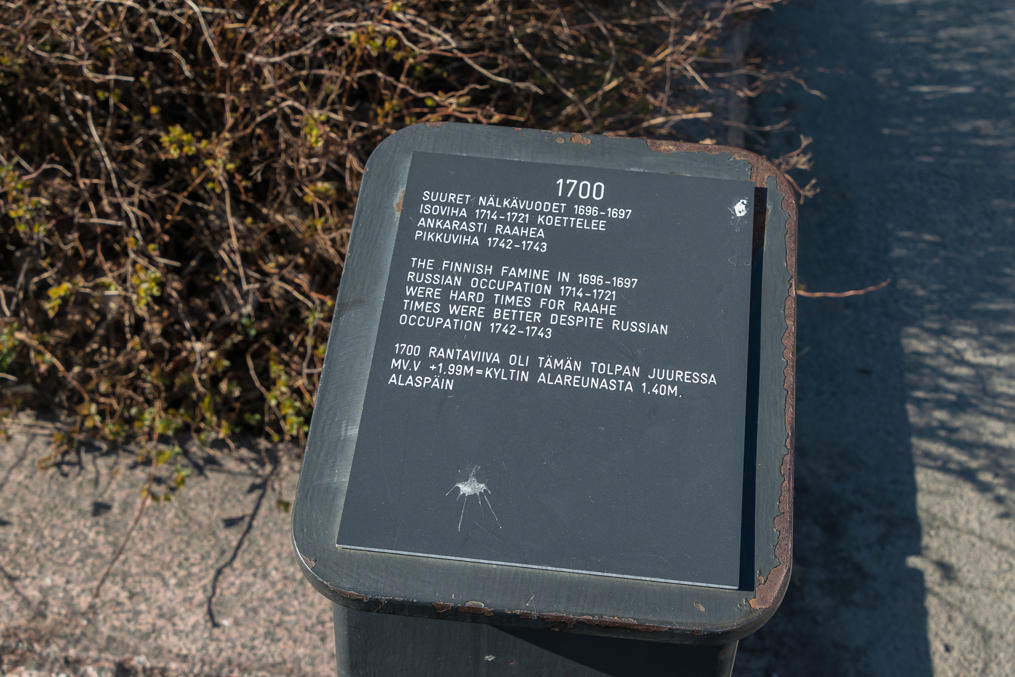 1700
SUURET NÄLKÄVUODET 1696-1697
ISOVIHA 1714-1721 KOETTELEE
ANKARASTI RAAHEA
PIKKUVIHA 1742-1743
THE FINNISH FAMINE IN 1696-1697
RUSSIAN OCCUPATION 1714-1721
WERE HARD TIMES FOR RAAHE
TIMES WERE BETTER DESPITE RUSSIAN
OCCUPATION 1742-1743
1700 RANTAVIIVA OLI TÄMÄN TOLPAN JUURESSA
MV.V +1.99M=KYLTIN ALAREUNASTA 1.40M.
ALASPÄIN